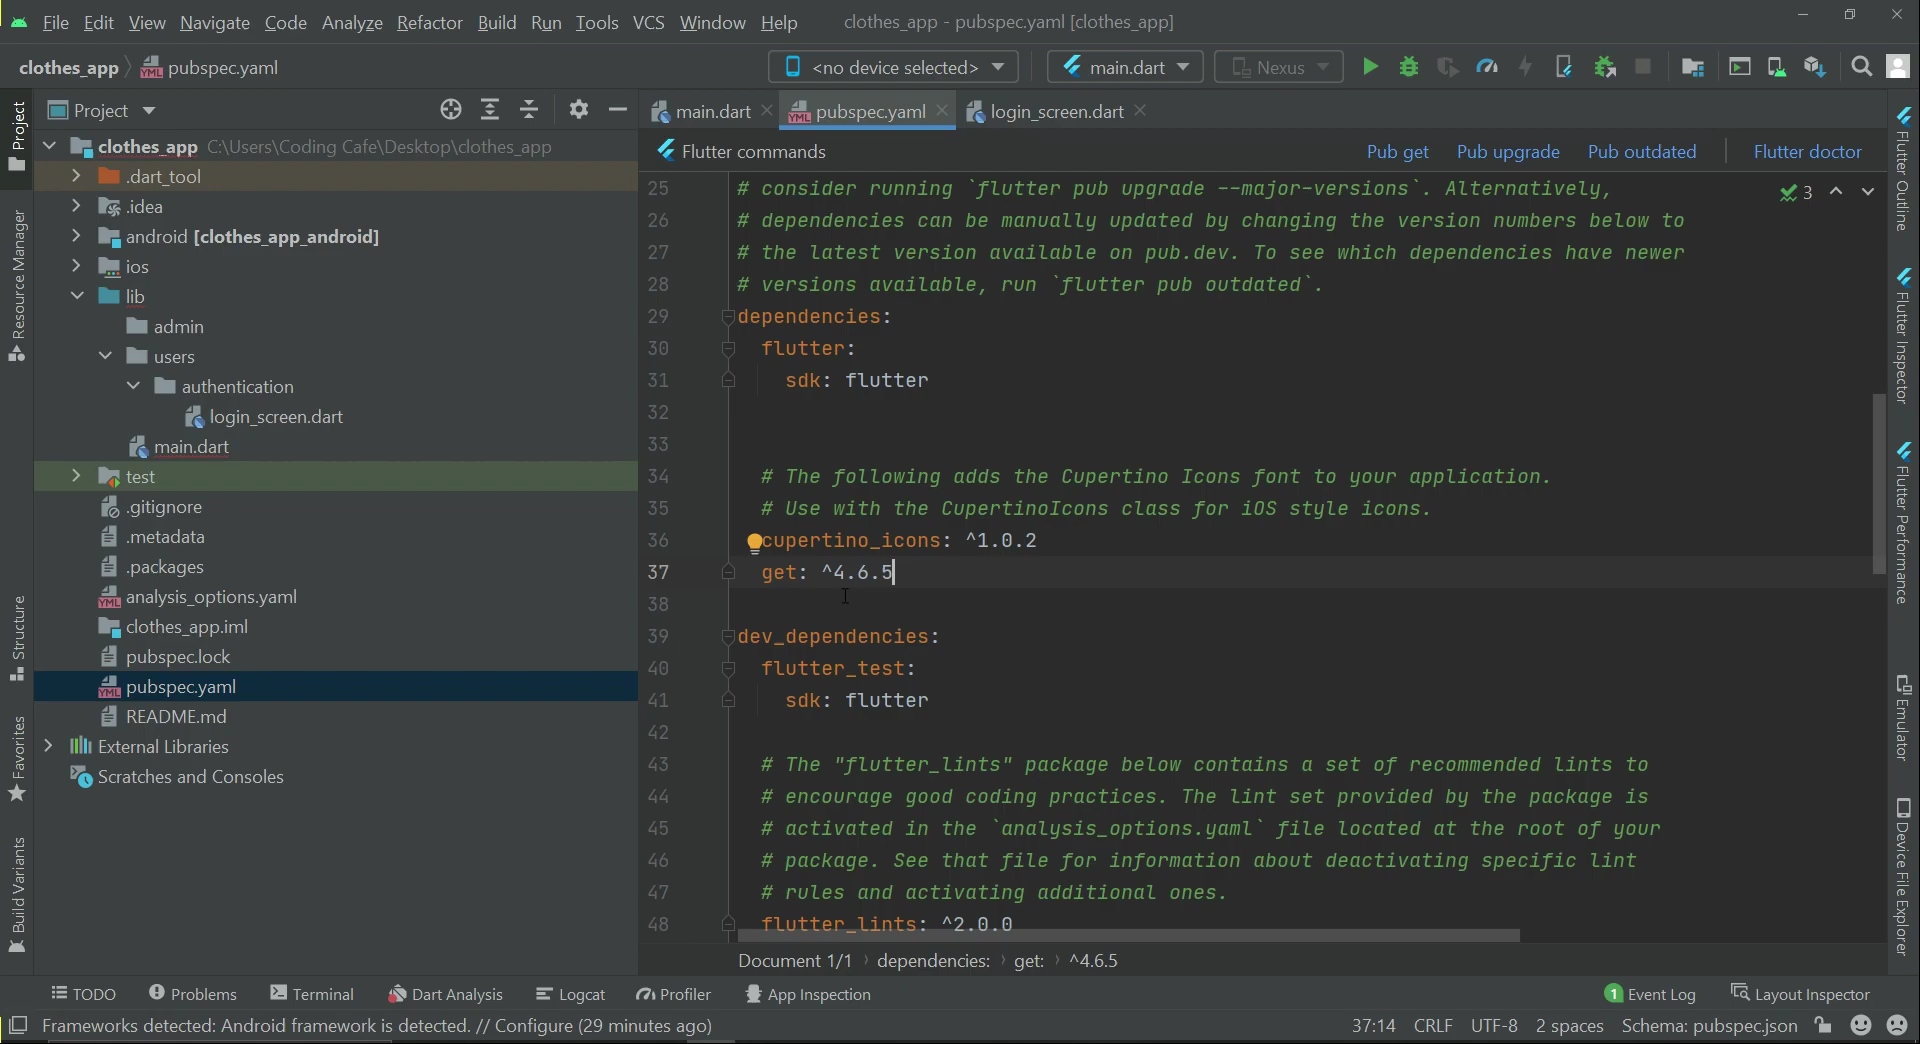 File Edit View Navigate Code Analyze Refactor Build Run Tools VCS Window Help clothes_app - pubspec.yaml [clothes_app]
clothes_app pubspec.yaml <no device selected> main.dart Nexus
Project main.dart pubspec.yaml login_screen.dart
Flutter commands Pub get Pub upgrade Pub outdated Flutter doctor
Project
Resource Manager
Structure
Favorites
Build Variants
clothes_app C:\Users\Coding Cafe\Desktop\clothes_app
.dart_tool
.idea
android [clothes_app_android]
ios
lib
admin
users
authentication
login_screen.dart
main.dart
test
.gitignore
.metadata
.packages
analysis_options.yaml
clothes_app.iml
pubspec.lock
pubspec.yaml
README.md
External Libraries
Scratches and Consoles
3
25 # consider running `flutter pub upgrade --major-versions`. Alternatively,
26 # dependencies can be manually updated by changing the version numbers below to
27 # the latest version available on pub.dev. To see which dependencies have newer
28 # versions available, run `flutter pub outdated`.
29 dependencies:
30 flutter:
31 sdk: flutter
32
33
34 # The following adds the Cupertino Icons font to your application.
35 # Use with the CupertinoIcons class for iOS style icons.
36 cupertino_icons: ^1.0.2
37 get: ^4.6.5
38
39 dev_dependencies:
40 flutter_test:
41 sdk: flutter
42
43 # The "flutter_lints" package below contains a set of recommended lints to
44 # encourage good coding practices. The lint set provided by the package is
45 # activated in the `analysis_options.yaml` file located at the root of your
46 # package. See that file for information about deactivating specific lint
47 # rules and activating additional ones.
48 flutter_lints: ^2.0.0
Document 1/1 dependencies: get: ^4.6.5
Flutter Outline
Flutter Inspector
Flutter Performance
Emulator
Device File Explorer
TODO Problems Terminal Dart Analysis Logcat Profiler App Inspection 1 Event Log Layout Inspector
Frameworks detected: Android framework is detected. // Configure (29 minutes ago) 37:14 CRLF UTF-8 2 spaces Schema: pubspec.json